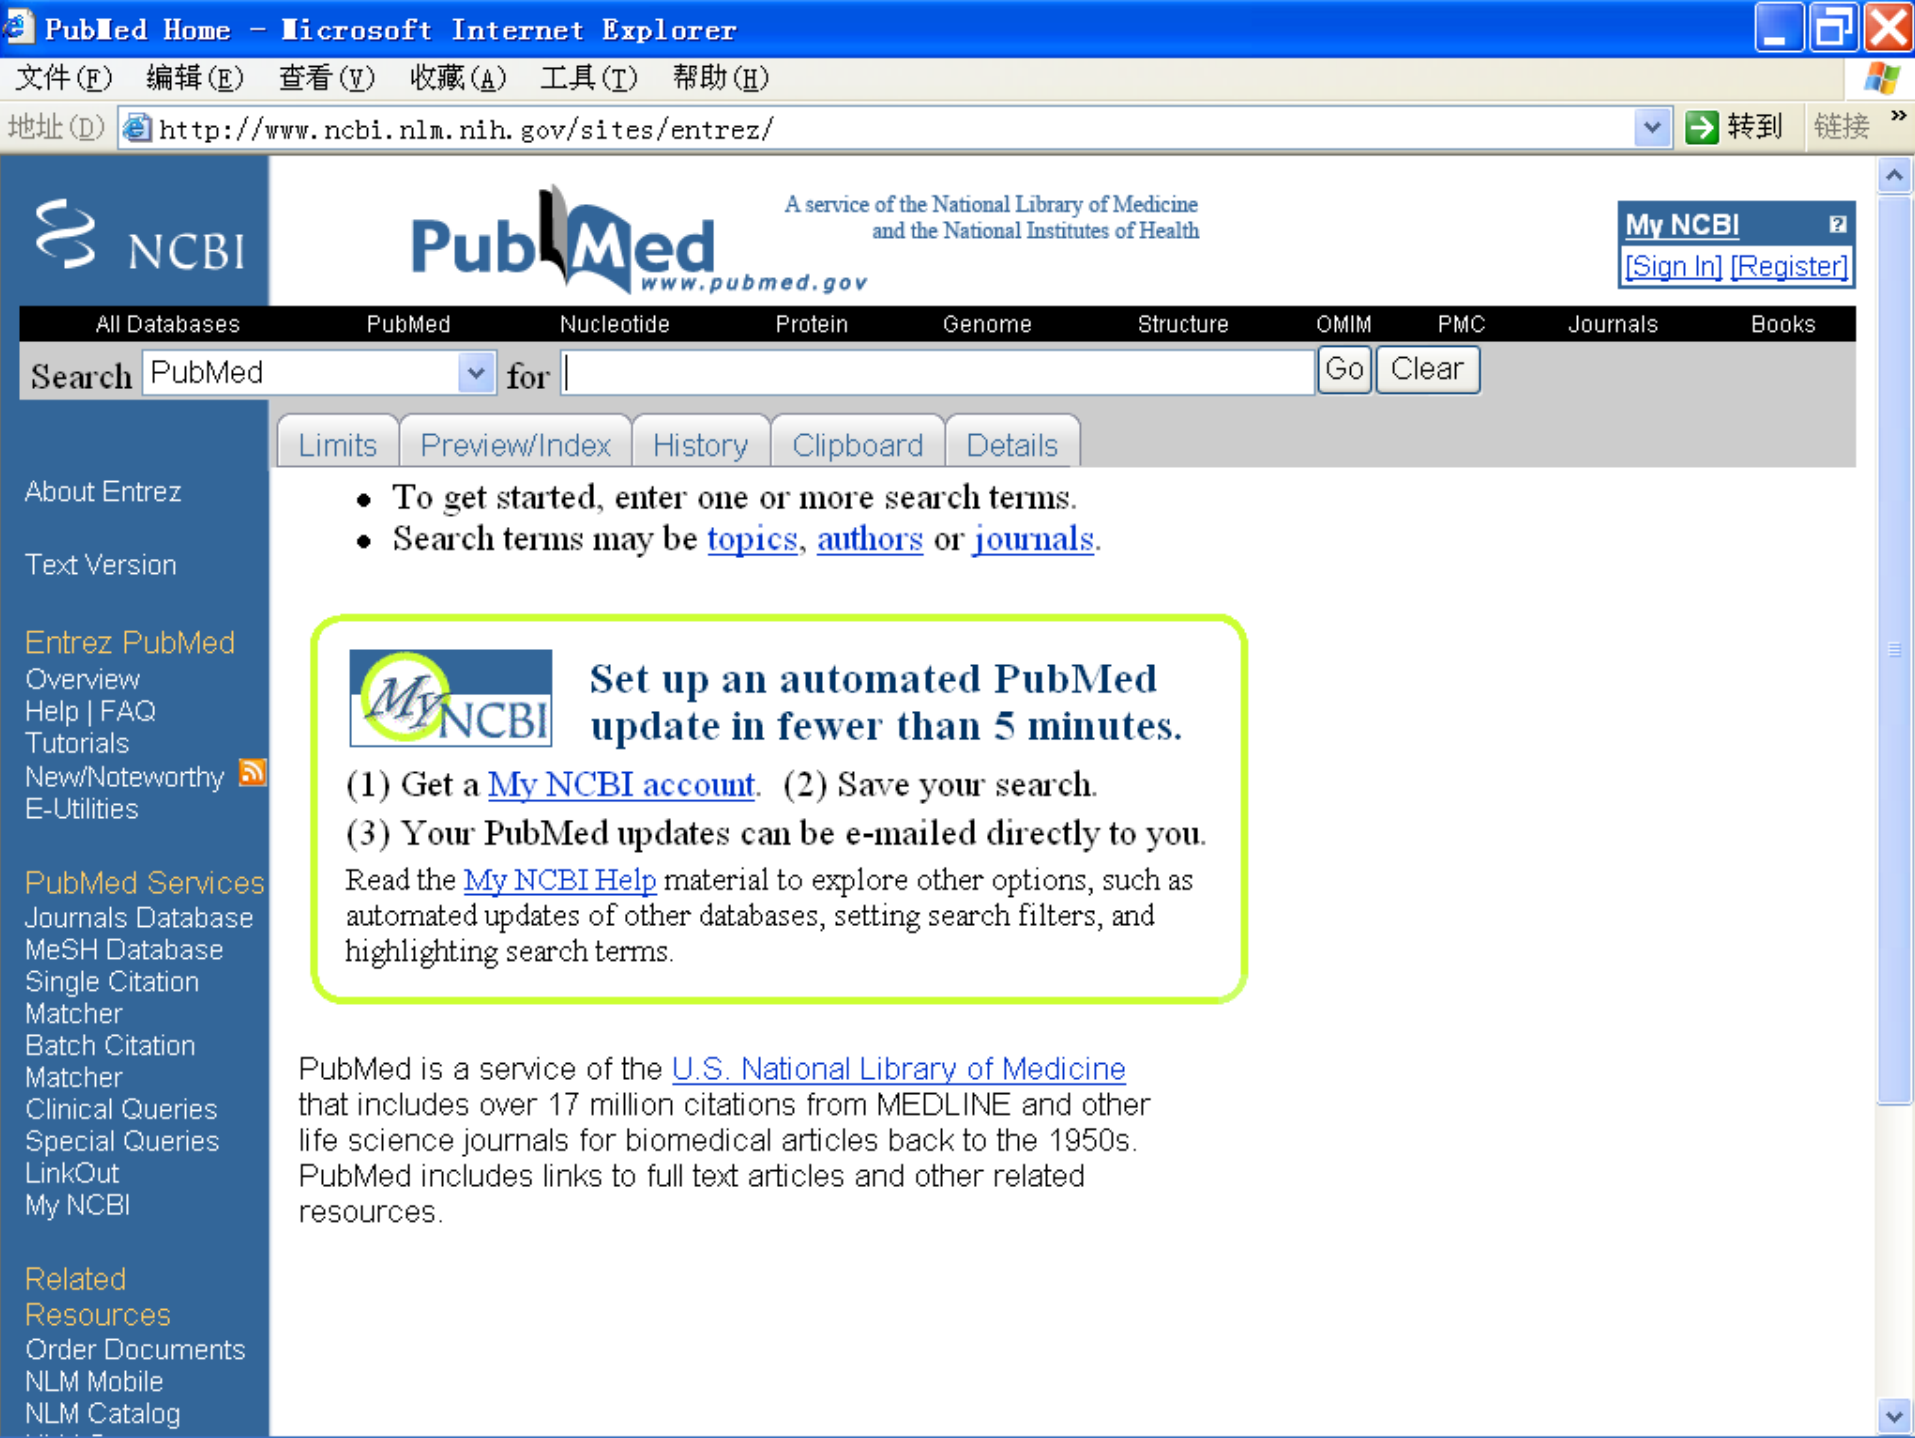 PubMed Home - Microsoft Internet Explorer
文件(F) 编辑(E) 查看(V) 收藏(A) 工具(T) 帮助(H)
地址(D) http://www.ncbi.nlm.nih.gov/sites/entrez/ 转到 链接 »
NCBI
PubMed
www.pubmed.gov
A service of the National Library of Medicine
and the National Institutes of Health
My NCBI ?
[Sign In] [Register]
All Databases PubMed Nucleotide Protein Genome Structure OMIM PMC Journals Books
Search PubMed for Go Clear
Limits Preview/Index History Clipboard Details
About Entrez
Text Version
Entrez PubMed
Overview
Help | FAQ
Tutorials
New/Noteworthy
E-Utilities
PubMed Services
Journals Database
MeSH Database
Single Citation
Matcher
Batch Citation
Matcher
Clinical Queries
Special Queries
LinkOut
My NCBI
Related
Resources
Order Documents
NLM Mobile
NLM Catalog
• To get started, enter one or more search terms.
• Search terms may be topics, authors or journals.
My NCBI
Set up an automated PubMed
update in fewer than 5 minutes.
(1) Get a My NCBI account. (2) Save your search.
(3) Your PubMed updates can be e-mailed directly to you.
Read the My NCBI Help material to explore other options, such as
automated updates of other databases, setting search filters, and
highlighting search terms.
PubMed is a service of the U.S. National Library of Medicine
that includes over 17 million citations from MEDLINE and other
life science journals for biomedical articles back to the 1950s.
PubMed includes links to full text articles and other related
resources.